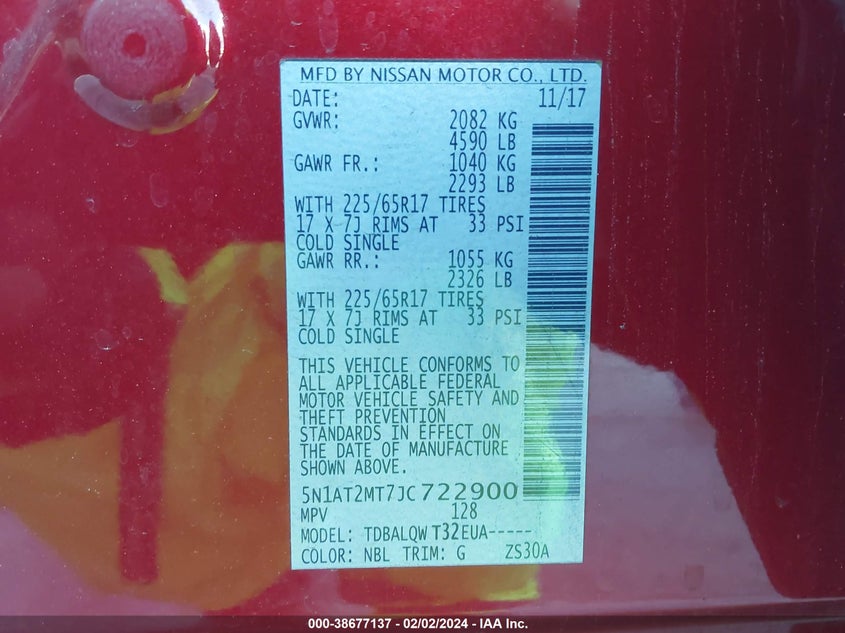 MFD BY NISSAN MOTOR CO., LTD.
DATE: 11/17
GVWR: 2082 KG
4590 LB
GAWR FR.: 1040 KG
2293 LB
WITH 225/65R17 TIRES
17 X 7J RIMS AT 33 PSI
COLD SINGLE
GAWR RR.: 1055 KG
2326 LB
WITH 225/65R17 TIRES
17 X 7J RIMS AT 33 PSI
COLD SINGLE
THIS VEHICLE CONFORMS TO
ALL APPLICABLE FEDERAL
MOTOR VEHICLE SAFETY AND
THEFT PREVENTION
STANDARDS IN EFFECT ON
THE DATE OF MANUFACTURE
SHOWN ABOVE.
5N1AT2MT7JC722900
MPV 128
MODEL: TDBALQW T32EUA-----
COLOR: NBL TRIM: G ZS30A
000-38677137 - 02/02/2024 - IAA Inc.